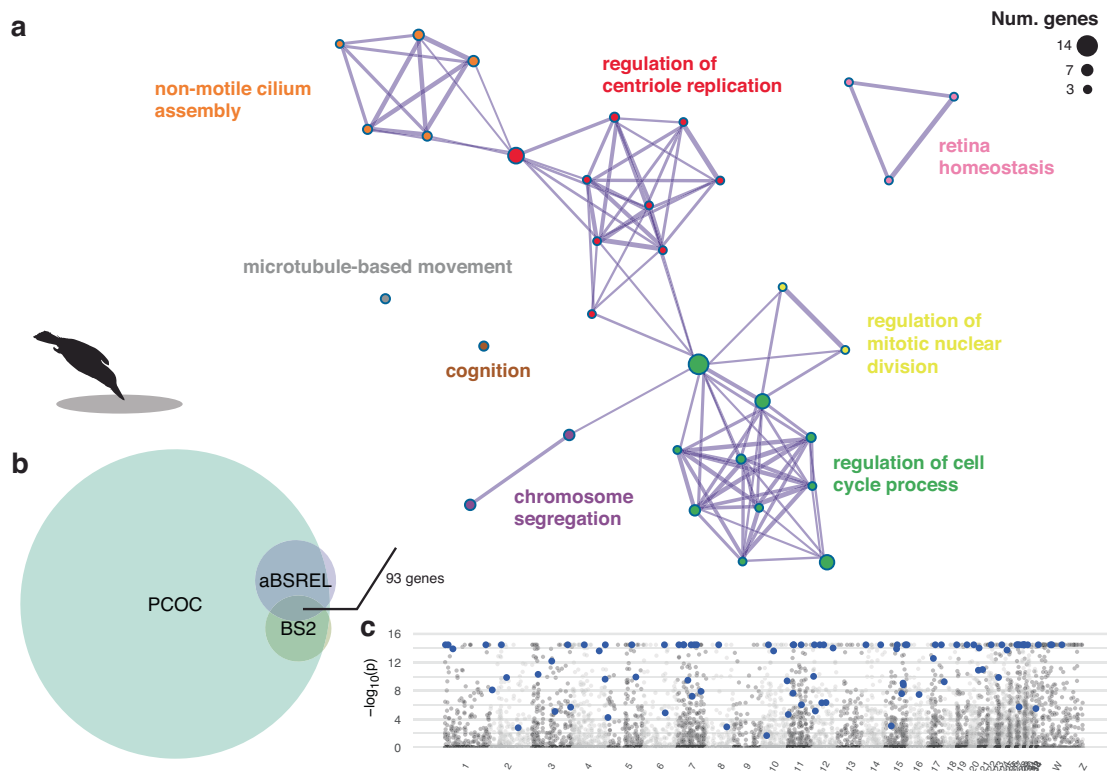 a
Num. genes
14
7
3
non-motile cilium
assembly
regulation of
centriole replication
retina
homeostasis
microtubule-based movement
cognition
regulation of
mitotic nuclear
division
regulation of cell
cycle process
chromosome
segregation
b
PCOC
aBSREL
BS2
93 genes
c
−log10(p)
16
12
8
4
0
1
2
3
4
5
6
7
8
9
10
11
12
13
14
15
16
17
18
19
20
21
W
Z